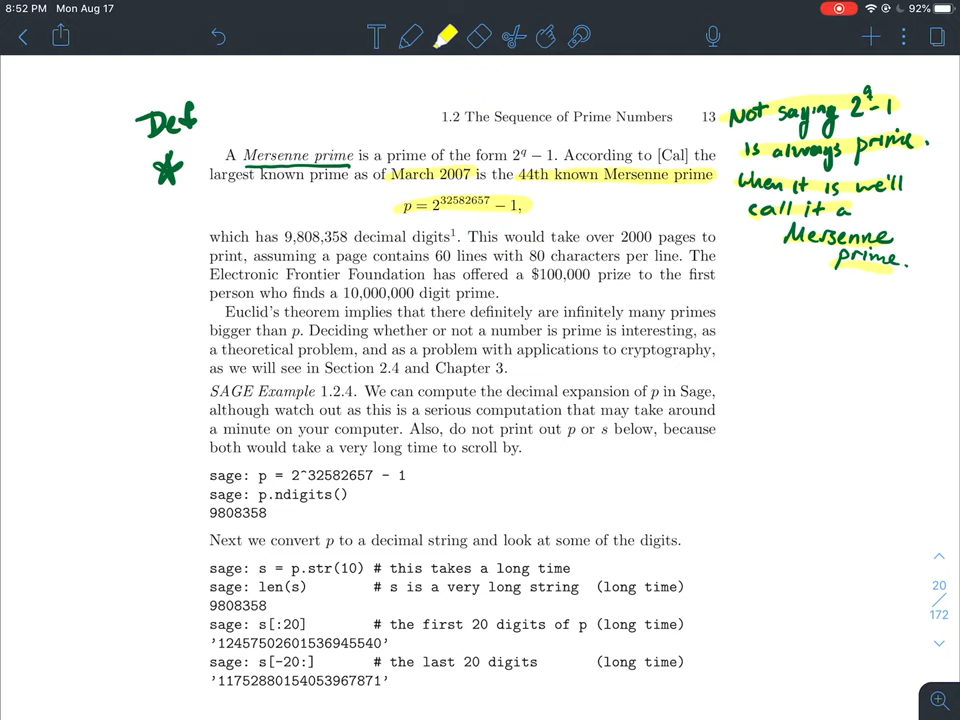 8:52 PM Mon Aug 17
92%
Def
1.2 The Sequence of Prime Numbers 13
A Mersenne prime is a prime of the form 2^q − 1. According to [Cal] the
largest known prime as of March 2007 is the 44th known Mersenne prime
p = 2^32582657 − 1,
which has 9,808,358 decimal digits¹. This would take over 2000 pages to
print, assuming a page contains 60 lines with 80 characters per line. The
Electronic Frontier Foundation has offered a $100,000 prize to the first
person who finds a 10,000,000 digit prime.
Euclid's theorem implies that there definitely are infinitely many primes
bigger than p. Deciding whether or not a number is prime is interesting, as
a theoretical problem, and as a problem with applications to cryptography,
as we will see in Section 2.4 and Chapter 3.
SAGE Example 1.2.4. We can compute the decimal expansion of p in Sage,
although watch out as this is a serious computation that may take around
a minute on your computer. Also, do not print out p or s below, because
both would take a very long time to scroll by.
sage: p = 2^32582657 - 1
sage: p.ndigits()
9808358
Next we convert p to a decimal string and look at some of the digits.
sage: s = p.str(10) # this takes a long time
sage: len(s) # s is a very long string (long time)
9808358
sage: s[:20] # the first 20 digits of p (long time)
'12457502601536945540'
sage: s[-20:] # the last 20 digits (long time)
'11752880154053967871'
Not saying 2^q-1
is always prime.
when it is we'll
call it a
Mersenne
prime.
20
172